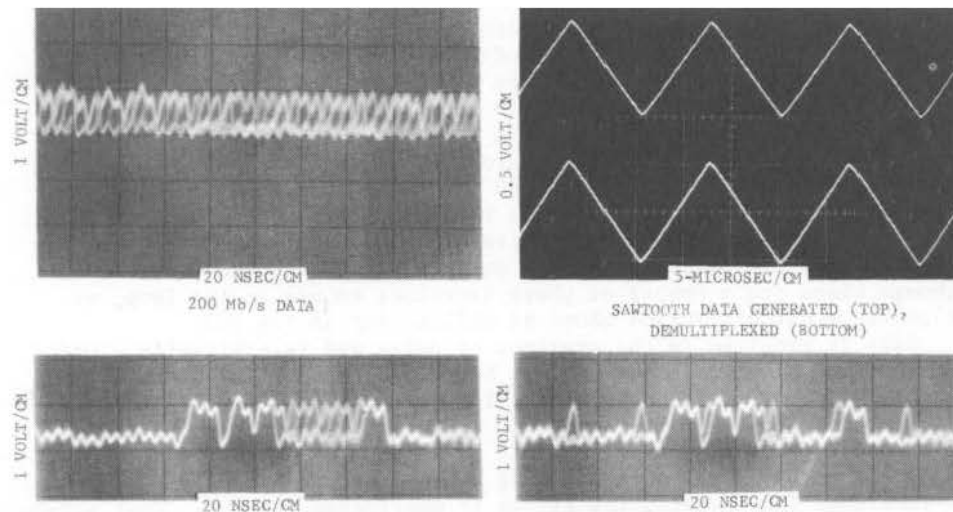 1 VOLT/CM
20 NSEC/CM
200 Mb/s DATA
0.5 VOLT/CM
5-MICROSEC/CM
SAWTOOTH DATA GENERATED (TOP),
DEMULTIPLEXED (BOTTOM)
1 VOLT/CM
20 NSEC/CM
1 VOLT/CM
20 NSEC/CM